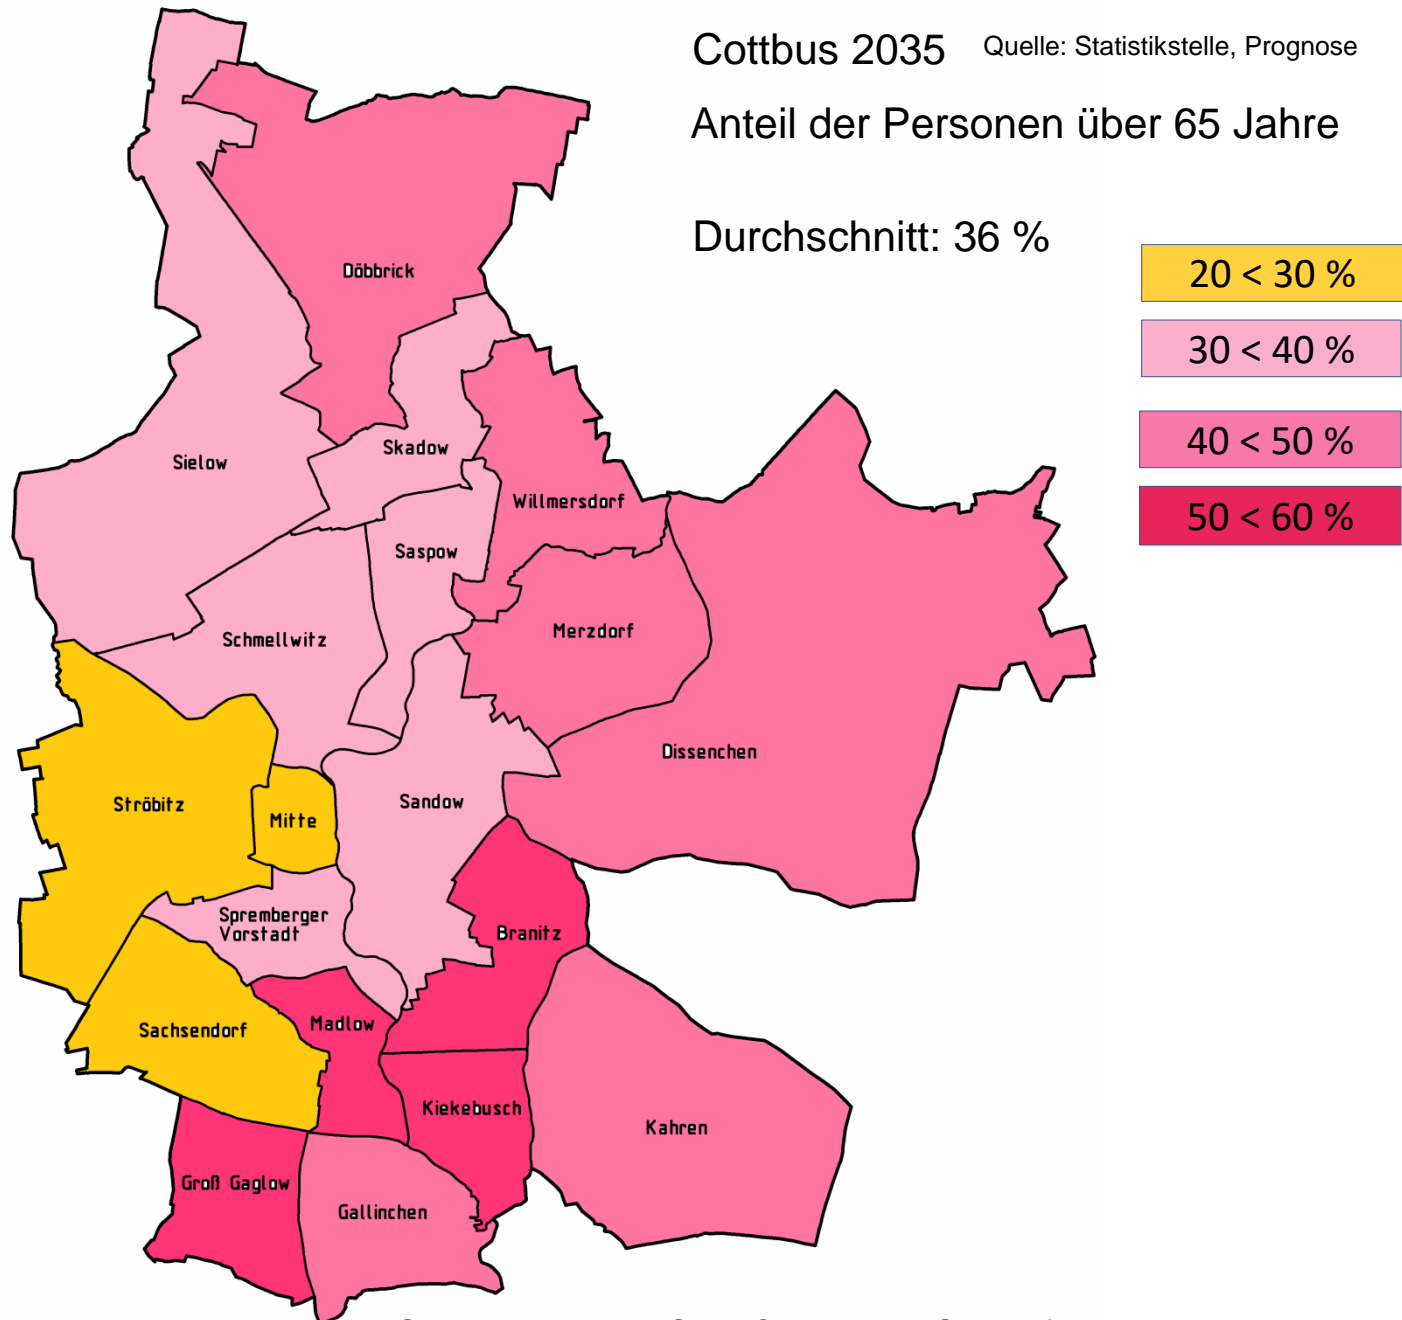 Cottbus 2035 Quelle: Statistikstelle, Prognose
Anteil der Personen über 65 Jahre
Durchschnitt: 36 %
20 < 30 %
30 < 40 %
40 < 50 %
50 < 60 %
Döbbrick
Skadow
Sielow
Willmersdorf
Saspow
Merzdorf
Schmellwitz
Dissenchen
Sandow
Ströbitz
Mitte
Spremberger
Vorstadt
Branitz
Madlow
Sachsendorf
Kiekebusch
Kahren
Groß Gaglow
Gallinchen